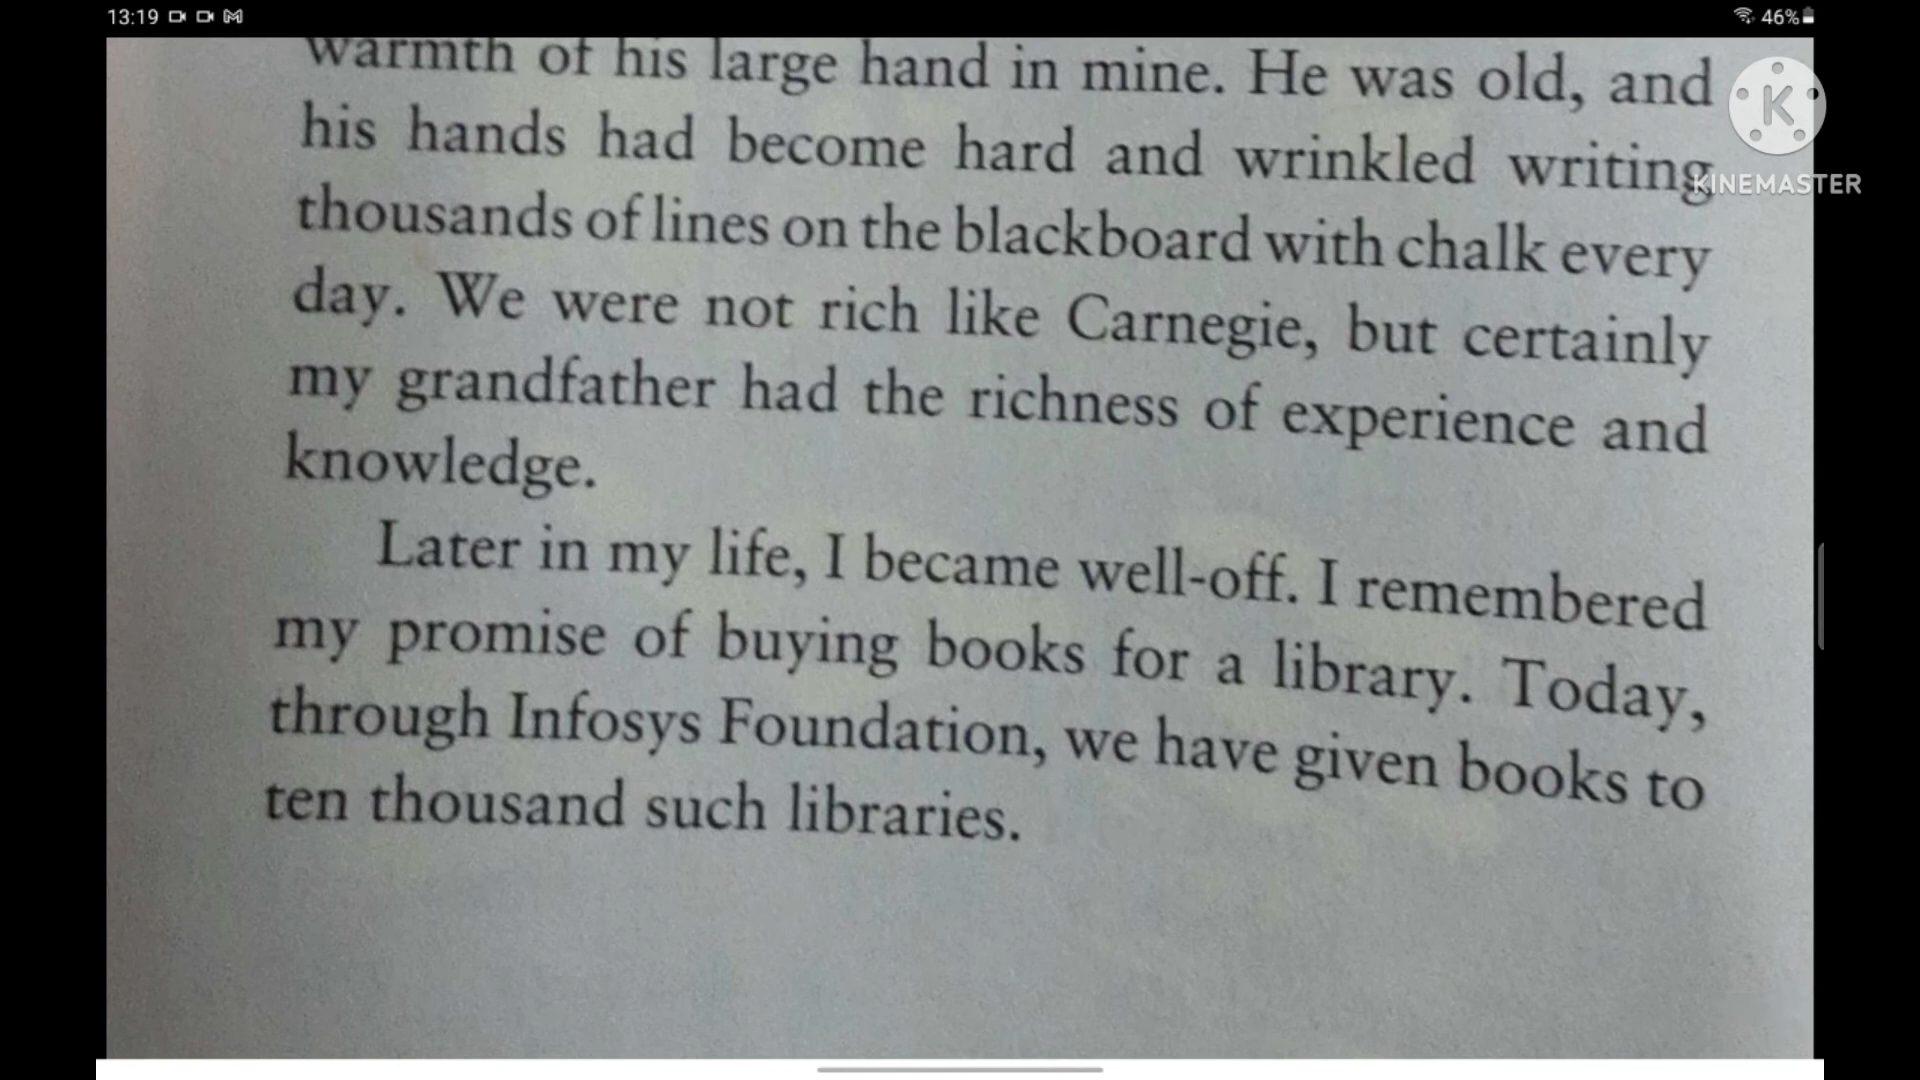 13:19
46%
warmth of his large hand in mine. He was old, and
his hands had become hard and wrinkled writing
thousands of lines on the blackboard with chalk every
day. We were not rich like Carnegie, but certainly
my grandfather had the richness of experience and
knowledge.
Later in my life, I became well-off. I remembered
my promise of buying books for a library. Today,
through Infosys Foundation, we have given books to
ten thousand such libraries.
K
KINEMASTER